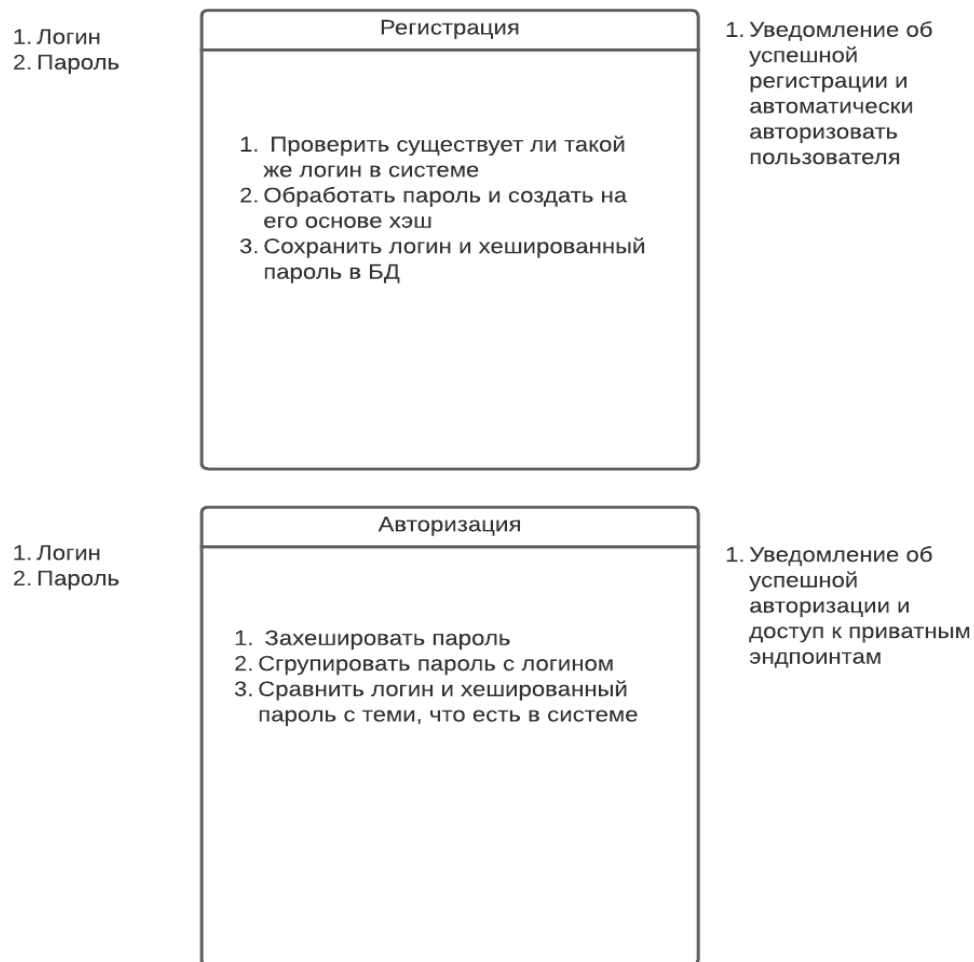 1. Логин
2. Пароль
Регистрация
1. Проверить существует ли такой
же логин в системе
2. Обработать пароль и создать на
его основе хэш
3. Сохранить логин и хешированный
пароль в БД
1. Уведомление об
успешной
регистрации и
автоматически
авторизовать
пользователя
1. Логин
2. Пароль
Авторизация
1. Захешировать пароль
2. Сгрупировать пароль с логином
3. Сравнить логин и хешированный
пароль с теми, что есть в системе
1. Уведомление об
успешной
авторизации и
доступ к приватным
эндпоинтам